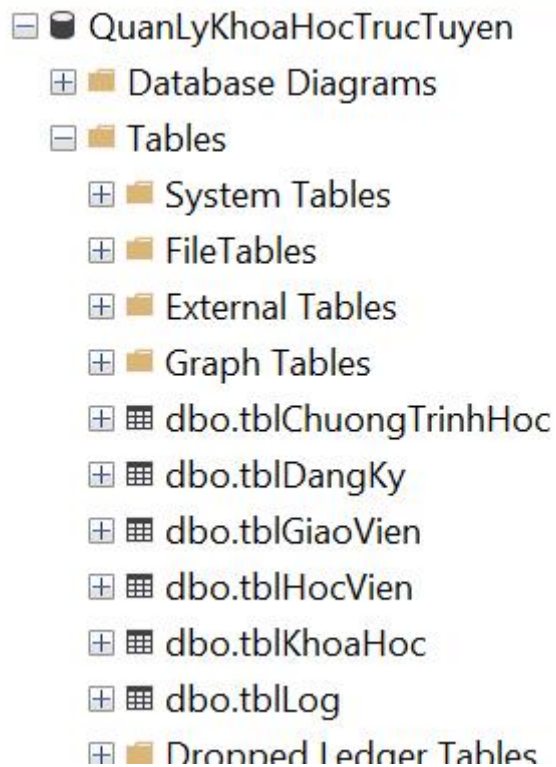 QuanLyKhoaHocTrucTuyen
Database Diagrams
Tables
System Tables
FileTables
External Tables
Graph Tables
dbo.tblChuongTrinhHoc
dbo.tblDangKy
dbo.tblGiaoVien
dbo.tblHocVien
dbo.tblKhoaHoc
dbo.tblLog
Dropped Ledger Tables